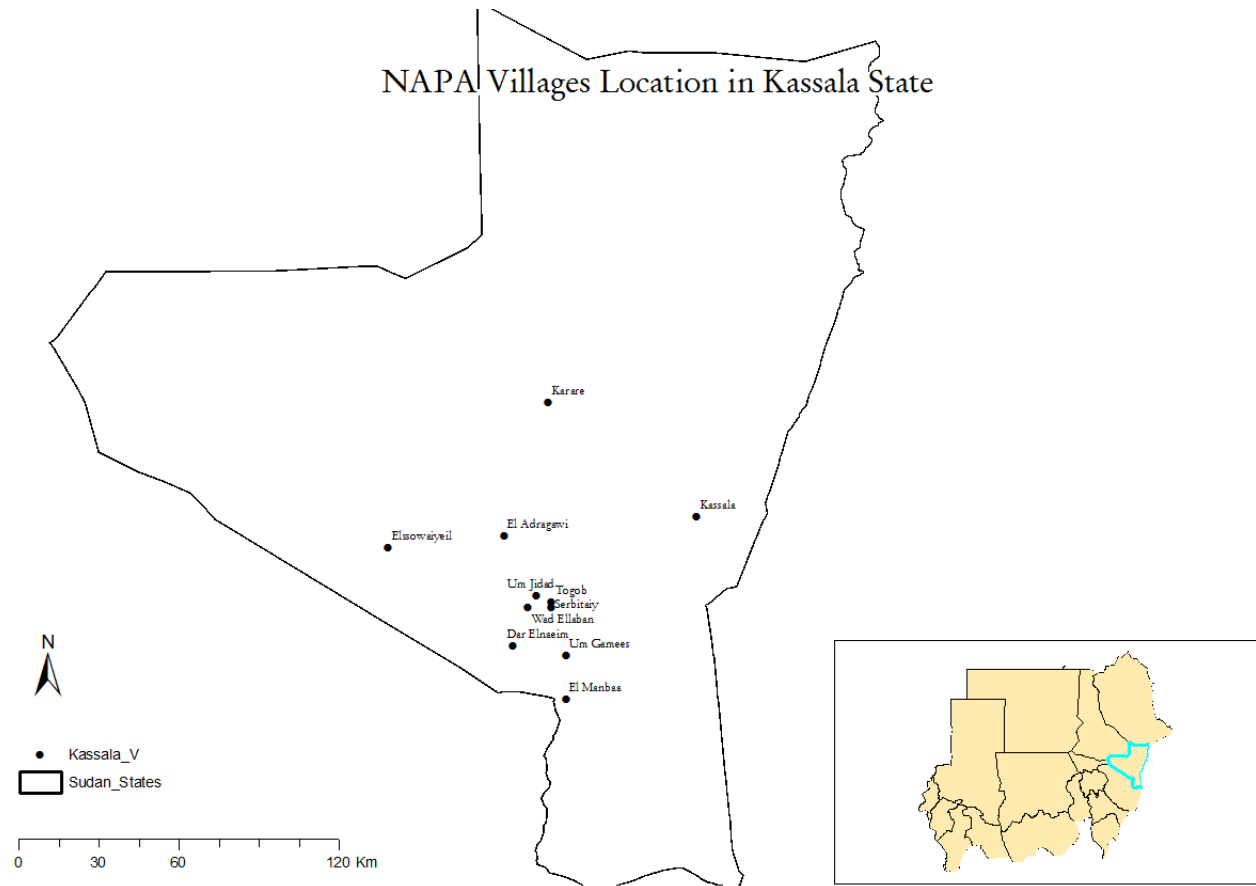 NAPA Villages Location in Kassala State
Karare
Kassala
El Adragawi
Elssowaiyeil
Um Jidad
Togob
Serbitaiy
Wad Ellaban
Dar Elnaeim
Um Gamees
El Manbaa
N
Kassala_V
Sudan_States
0 30 60 120 Km